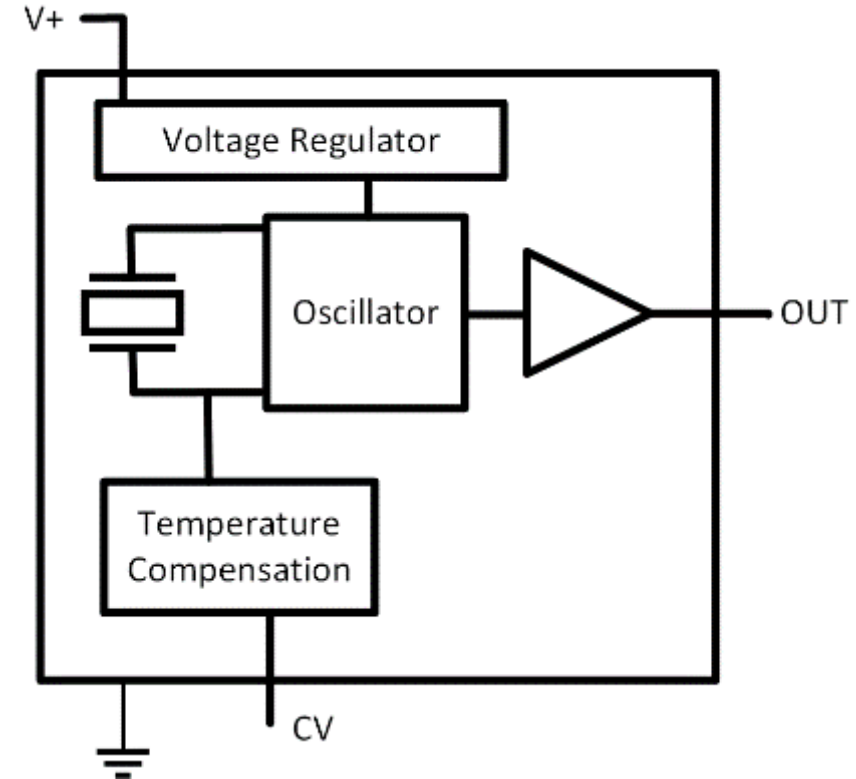 V+
Voltage Regulator
Oscillator
OUT
Temperature
Compensation
CV